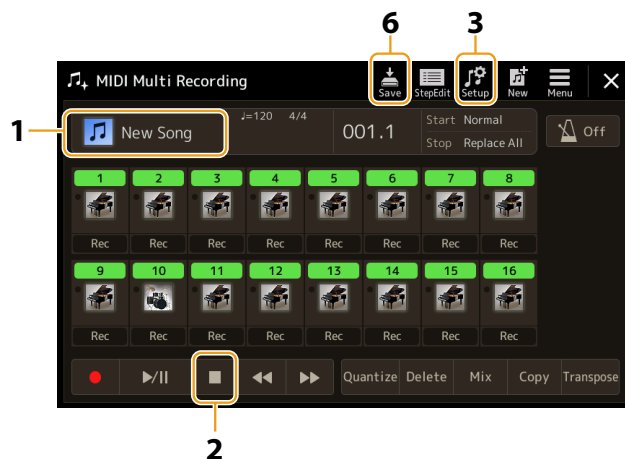 6 3
MIDI Multi Recording Save StepEdit Setup New Menu
1 New Song ♩=120 4/4 001.1 Start Normal Off
Stop Replace All
1 2 3 4 5 6 7 8
Rec Rec Rec Rec Rec Rec Rec Rec
9 10 11 12 13 14 15 16
Rec Rec Rec Rec Rec Rec Rec Rec
Quantize Delete Mix Copy Transpose
2